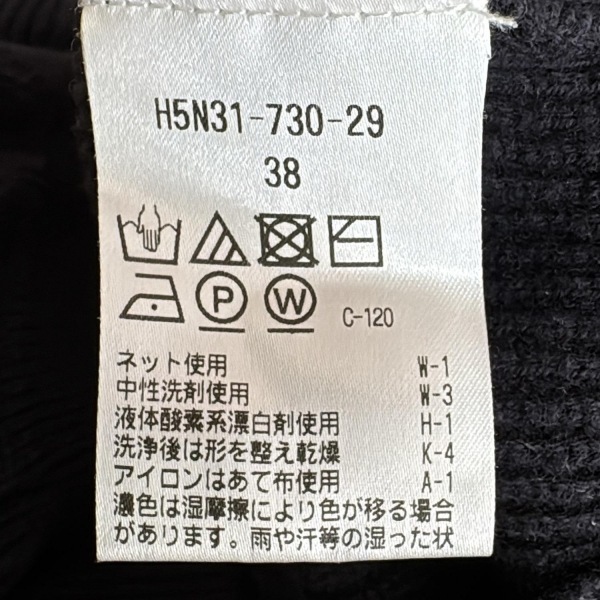 H5N31-730-29
38
P W C-120
ネット使用 W-1
中性洗剤使用 W-3
液体酸素系漂白剤使用 H-1
洗浄後は形を整え乾燥 K-4
アイロンはあて布使用 A-1
濃色は湿摩擦により色が移る場合
があります。雨や汗等の湿った状